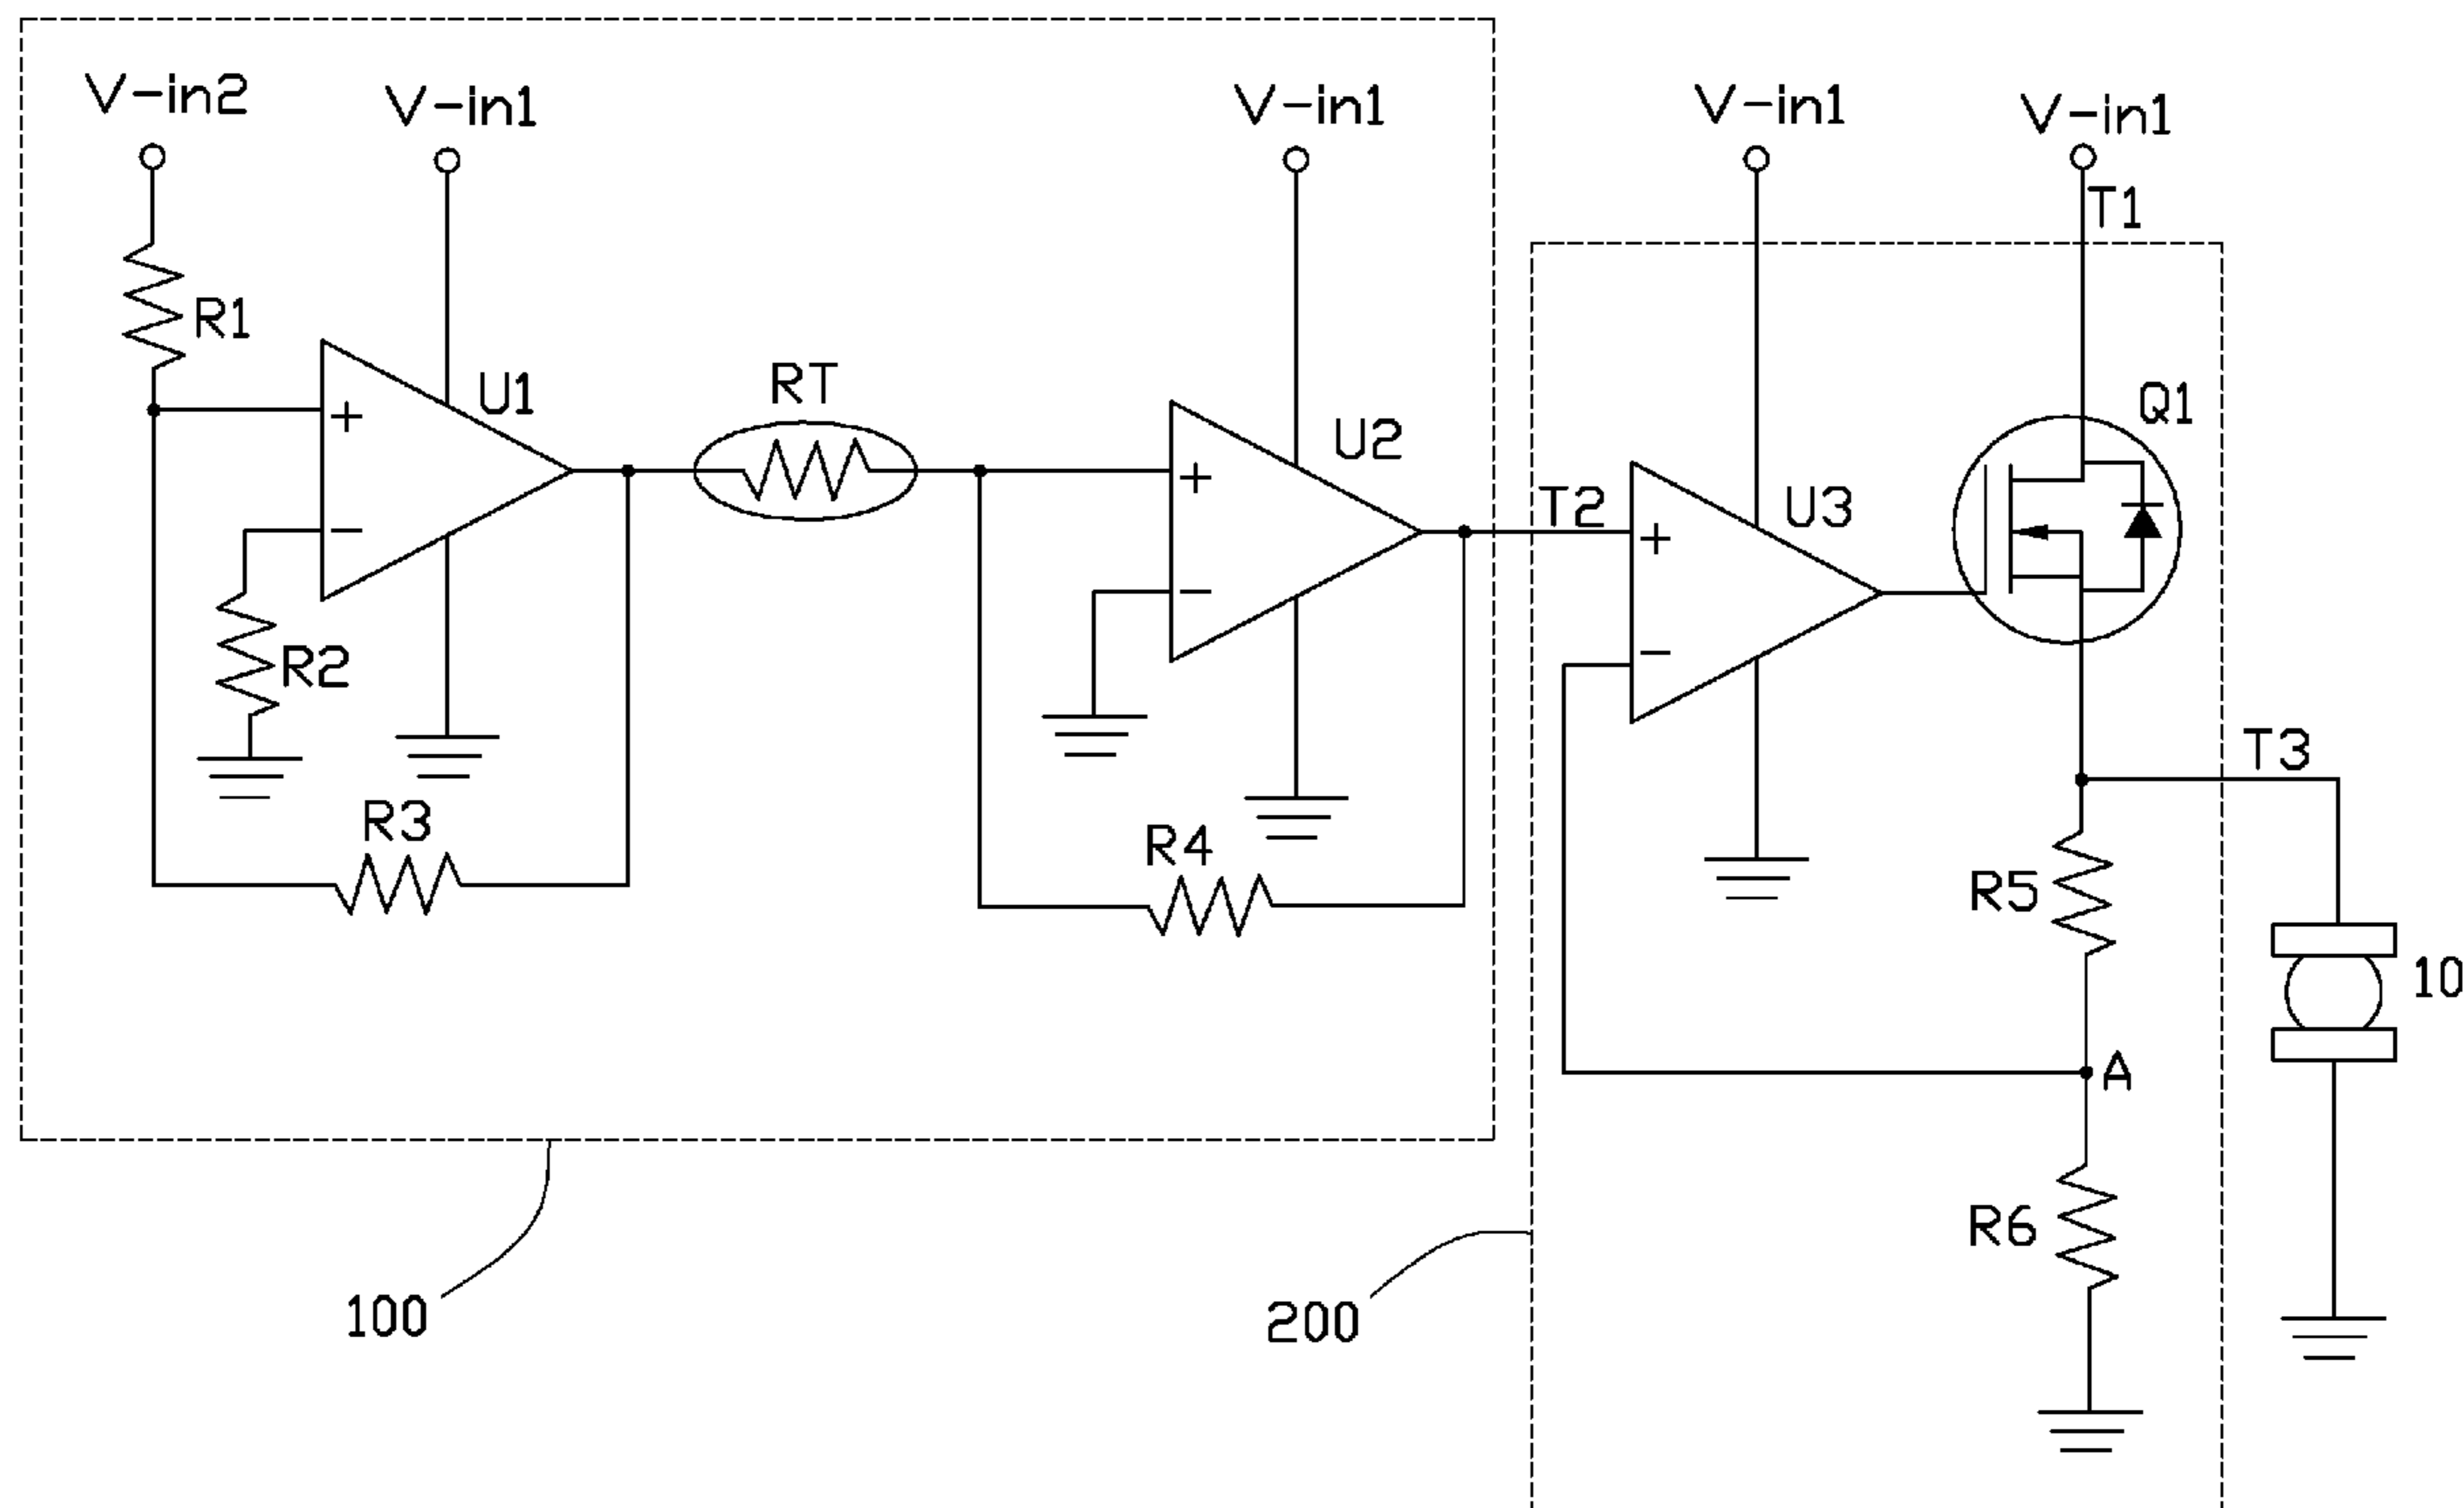 V-in2
V-in1
V-in1
V-in1
V-in1
T1
R1
U1
RT
U2
Q1
T2
U3
+
-
+
-
+
-
R2
T3
R3
R4
R5
10
A
R6
100
200